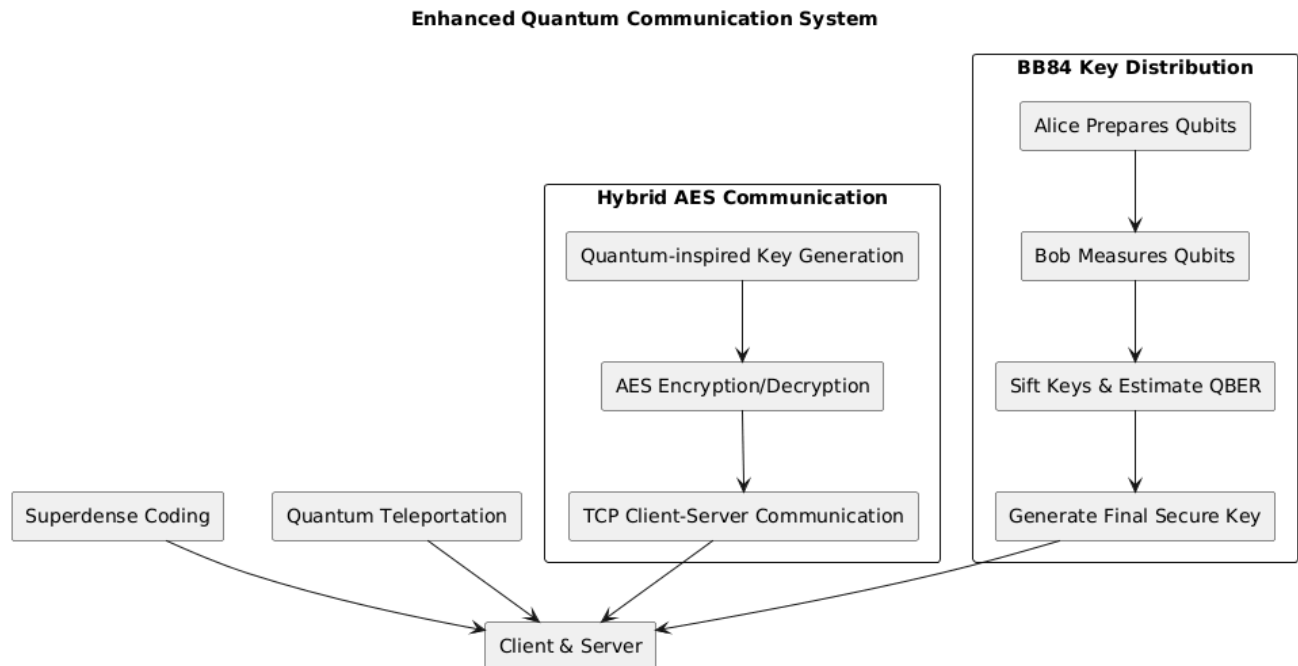 Enhanced Quantum Communication System
BB84 Key Distribution
Alice Prepares Qubits
Hybrid AES Communication
Quantum-inspired Key Generation
Bob Measures Qubits
AES Encryption/Decryption
Sift Keys & Estimate QBER
Superdense Coding
Quantum Teleportation
TCP Client-Server Communication
Generate Final Secure Key
Client & Server